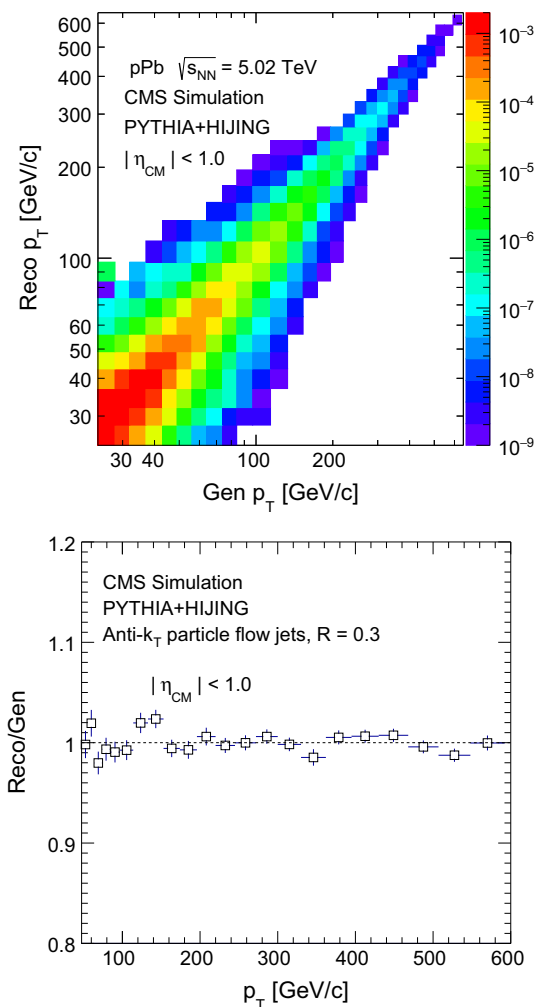 600
500
400
300
200
100
60
50
40
30
Reco p_T [GeV/c]
pPb √s_NN = 5.02 TeV
CMS Simulation
PYTHIA+HIJING
| η_CM | < 1.0
10^−3
10^−4
10^−5
10^−6
10^−7
10^−8
10^−9
30 40 100 200
Gen p_T [GeV/c]
1.2
1.1
1
0.9
0.8
Reco/Gen
CMS Simulation
PYTHIA+HIJING
Anti-k_T particle flow jets, R = 0.3
| η_CM | < 1.0
100 200 300 400 500 600
p_T [GeV/c]